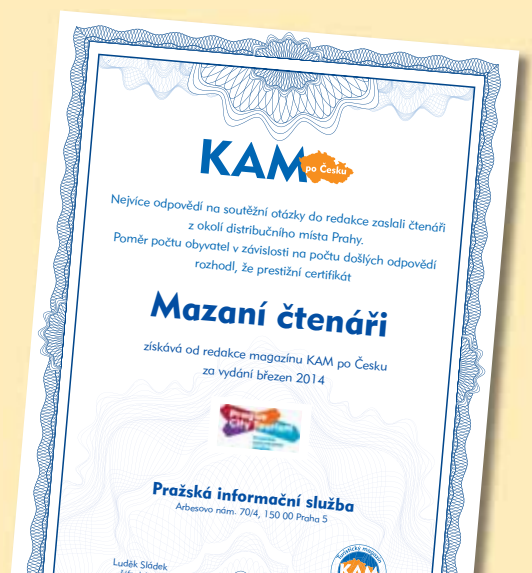 KAM po Česku
Nejvíce odpovědí na soutěžní otázky do redakce zaslali čtenáři
z okolí distribučního místa Prahy.
Poměr počtu obyvatel v závislosti na počtu došlých odpovědí
rozhodl, že prestižní certifikát
Mazaní čtenáři
získává od redakce magazínu KAM po Česku
za vydání březen 2014
Prague
City Tourism
Pražská informační služba
Arbesovo nám. 70/4, 150 00 Praha 5
Luděk Sládek
Turistický magazín
KAM